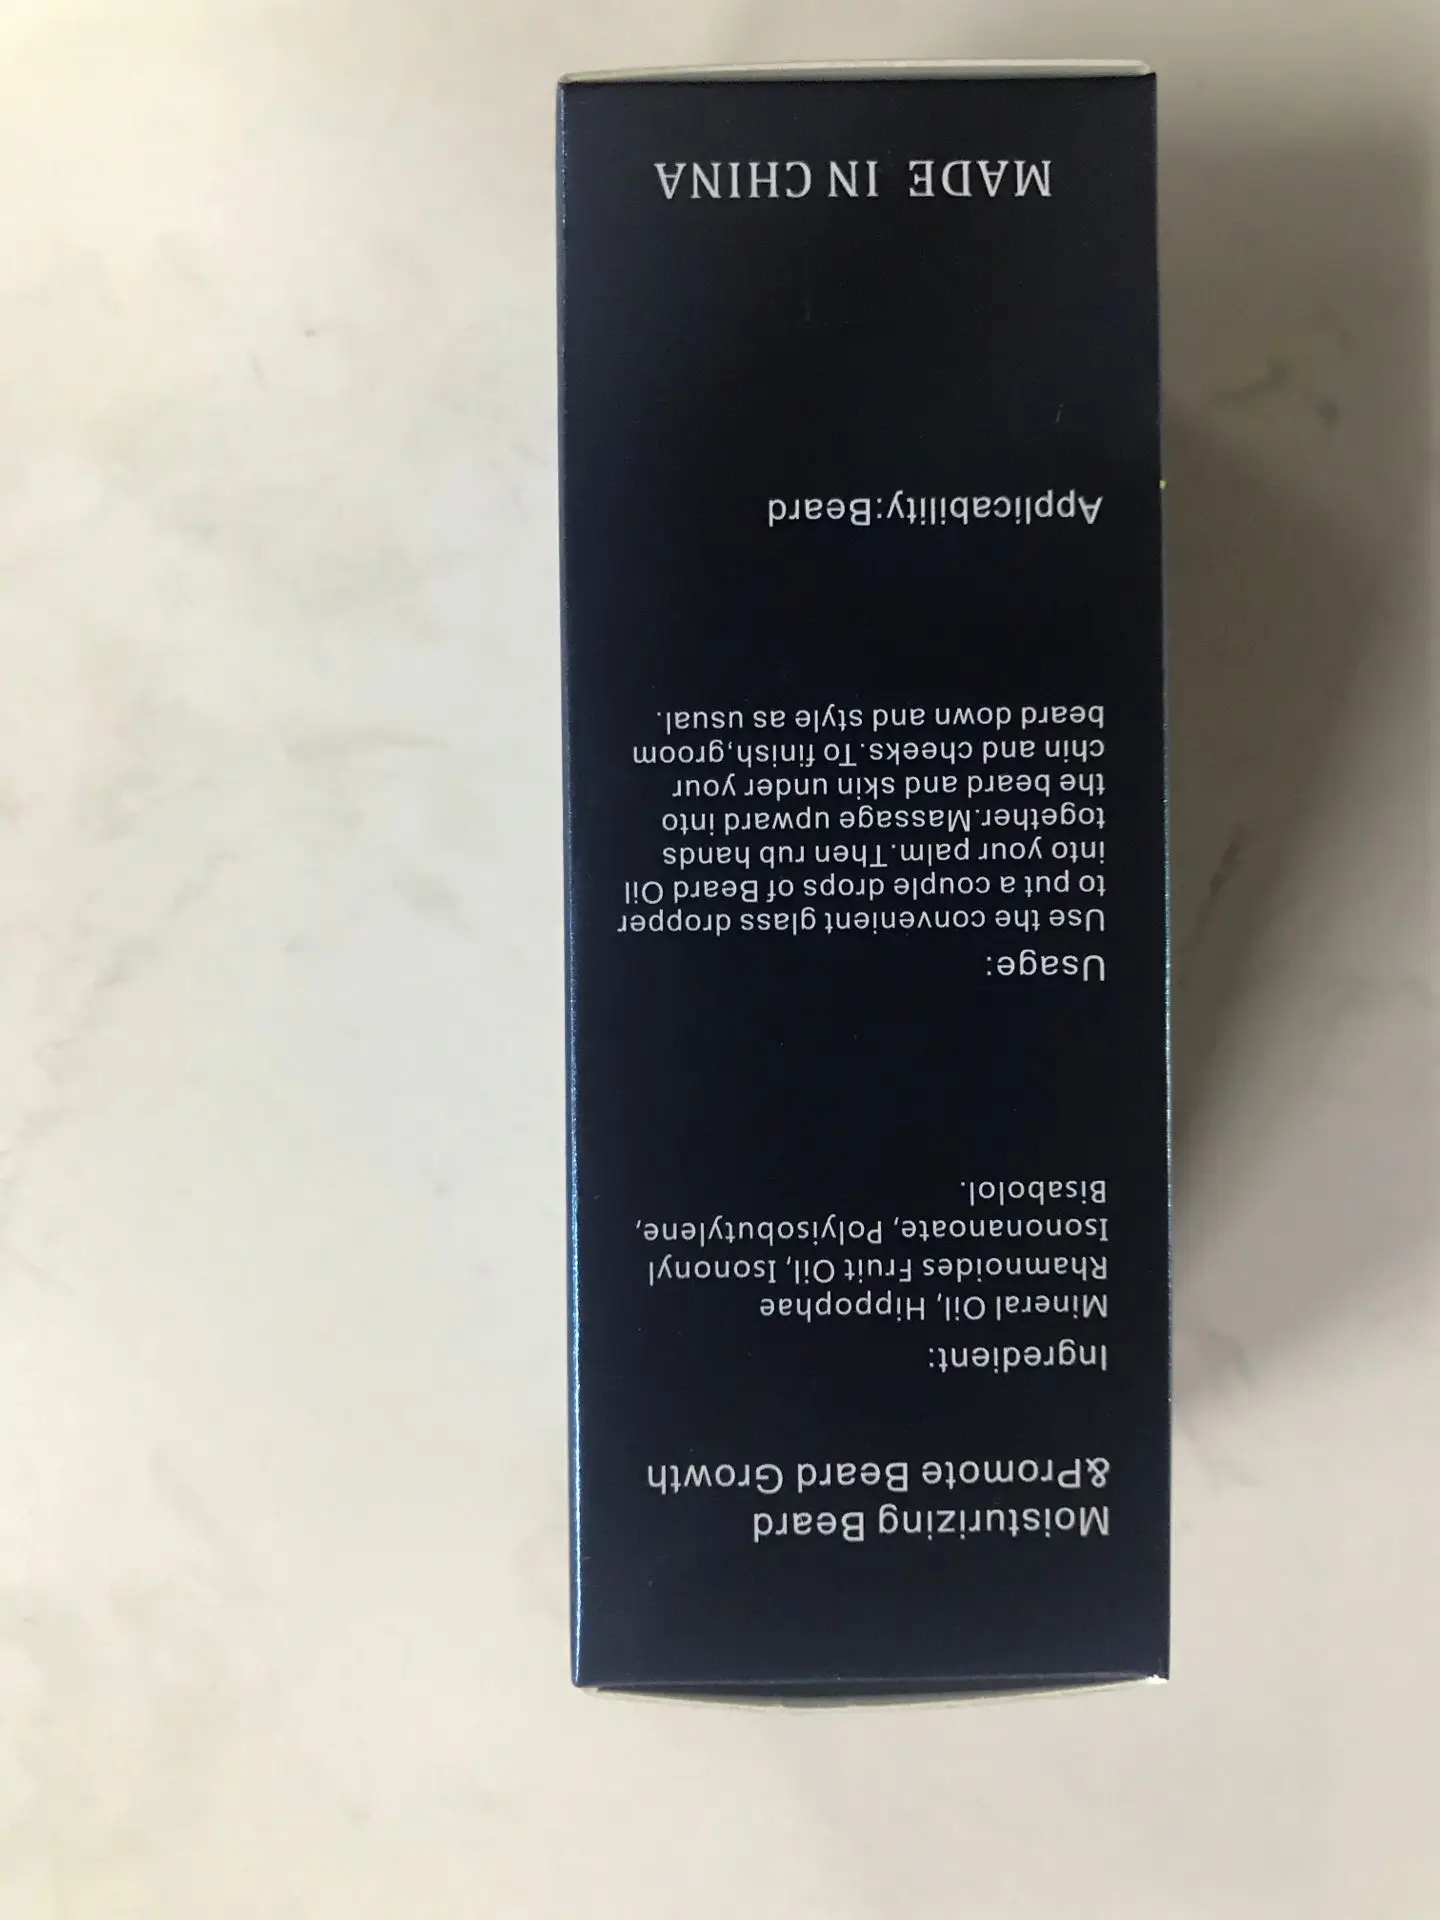 Moisturizing Beard
&Promote Beard Growth
Ingredient:
Mineral Oil, Hippophae
Rhamnoides Fruit Oil, Isononyl
Isononanoate, Polyisobutylene,
Bisabolol.
Usage:
Use the convenient glass dropper
to put a couple drops of Beard Oil
into your palm.Then rub hands
together.Massage upward into
the beard and skin under your
chin and cheeks.To finish,groom
beard down and style as usual.
Applicability:Beard
MADE IN CHINA